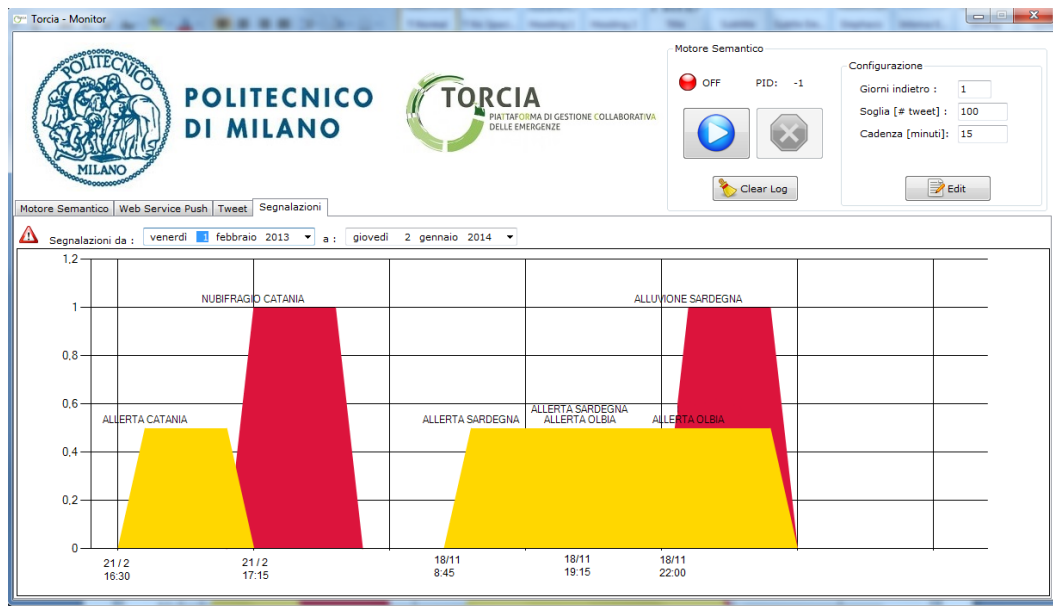 Torcia - Monitor
POLITECNICO
MILANO
POLITECNICO
DI MILANO
TORCIA
PIATTAFORMA DI GESTIONE COLLABORATIVA
DELLE EMERGENZE
Motore Semantico
OFF PID: -1
Clear Log
Configurazione
Giorni indietro : 1
Soglia [# tweet] : 100
Cadenza [minuti]: 15
Edit
Motore Semantico Web Service Push Tweet Segnalazioni
Segnalazioni da : venerdì 1 febbraio 2013 a : giovedì 2 gennaio 2014
1,2
NUBIFRAGIO CATANIA ALLUVIONE SARDEGNA
1
0,8
0,6
ALLERTA SARDEGNA
ALLERTA CATANIA ALLERTA SARDEGNA ALLERTA OLBIA ALLERTA OLBIA
0,4
0,2
0
21 / 2 21 / 2 18/11 18/11 18/11
16:30 17:15 8:45 19:15 22:00